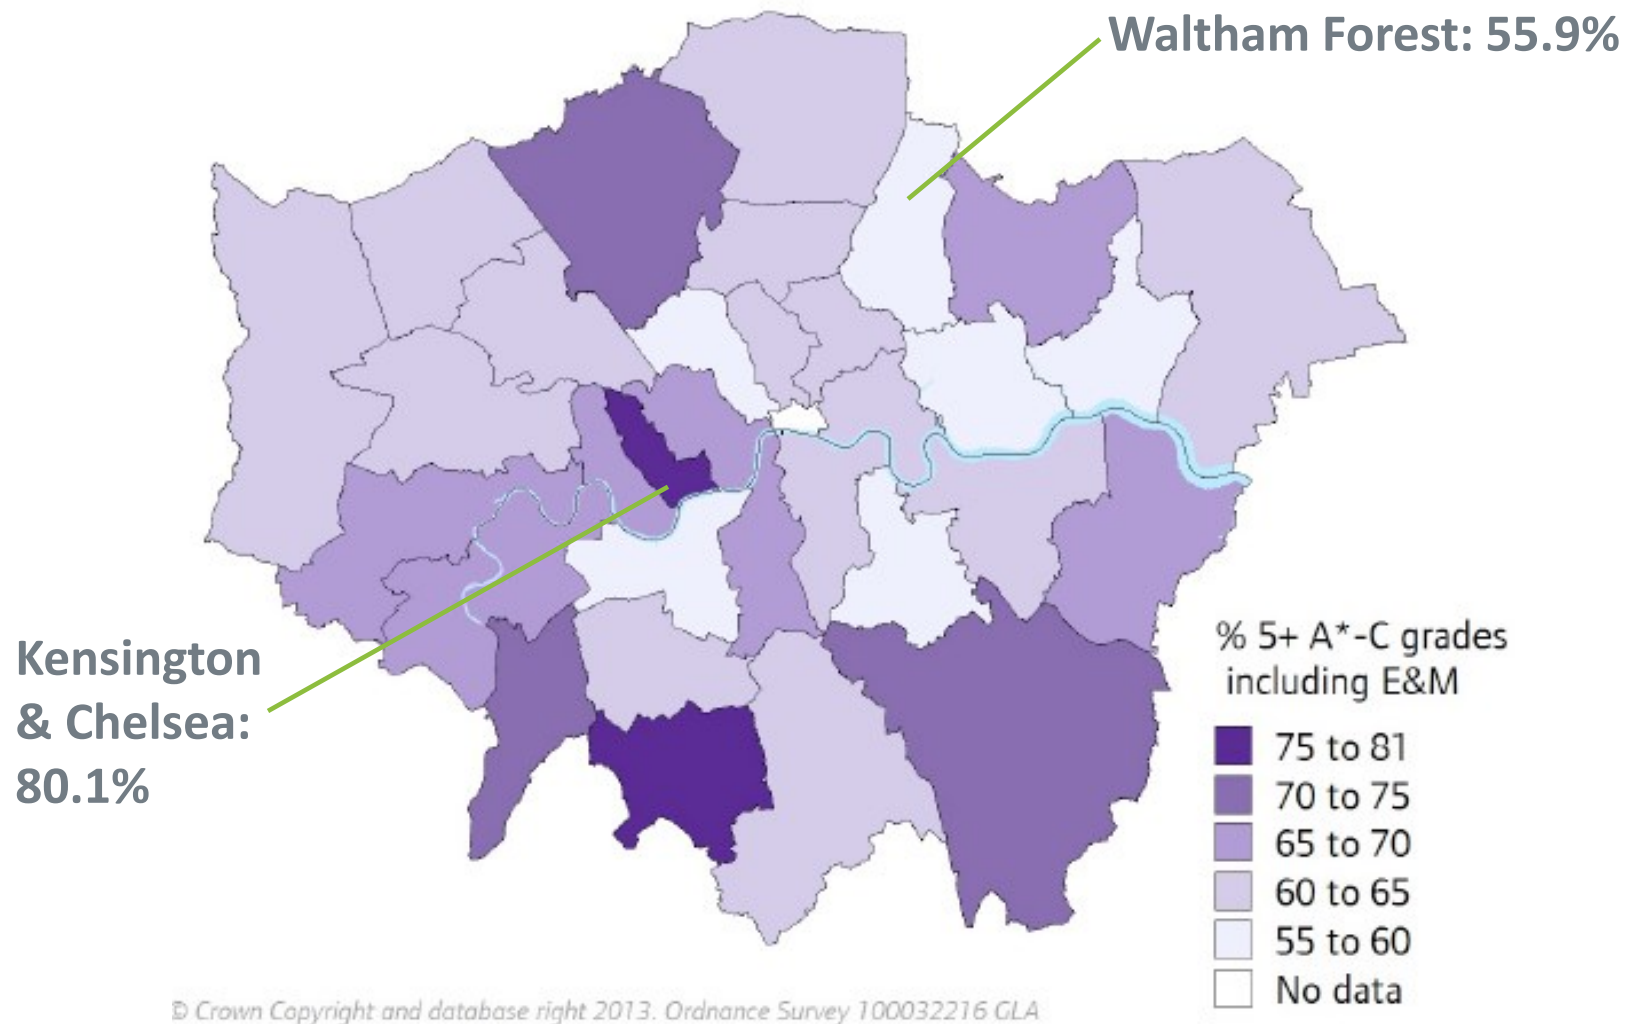 Waltham Forest: 55.9%
Kensington
& Chelsea:
80.1%
% 5+ A*-C grades
including E&M
75 to 81
70 to 75
65 to 70
60 to 65
55 to 60
No data
© Crown Copyright and database right 2013. Ordnance Survey 100032216 GLA